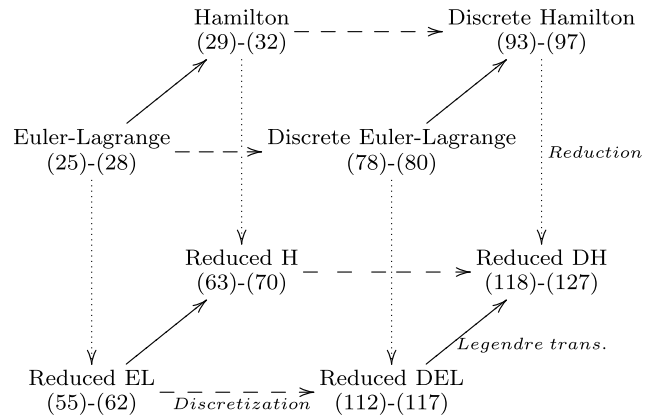 Hamilton
(29)-(32)
Discrete Hamilton
(93)-(97)
Euler-Lagrange
(25)-(28)
Discrete Euler-Lagrange
(78)-(80)
Reduction
Reduced H
(63)-(70)
Reduced DH
(118)-(127)
Legendre trans.
Reduced EL
(55)-(62)
Discretization
Reduced DEL
(112)-(117)